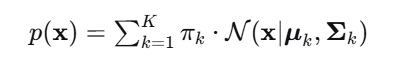 p(𝐱) = ∑_{k=1}^{K} π_k · 𝒩(𝐱|𝛍_k, 𝚺_k)